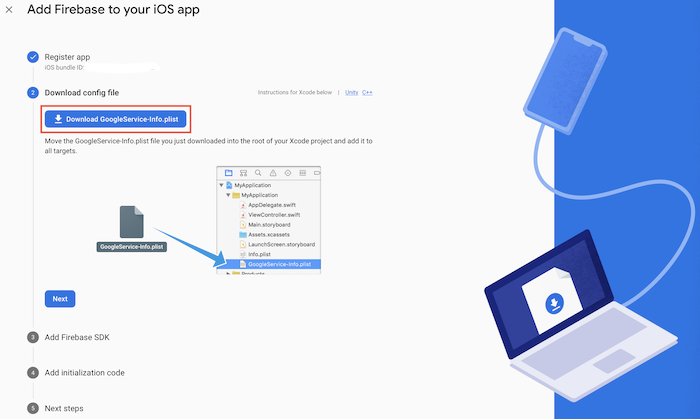 Add Firebase to your iOS app
Register app
iOS bundle ID:
2 Download config file
Instructions for Xcode below | Unity C++
Download GoogleService-Info.plist
Move the GoogleService-Info.plist file you just downloaded into the root of your Xcode project and add it to
all targets.
MyApplication
MyApplication
AppDelegate.swift
ViewController.swift
Main.storyboard
Assets.xcassets
LaunchScreen.storyboard
Info.plist
GoogleService-Info.plist
Products
GoogleService-Info.plist
Next
3 Add Firebase SDK
4 Add initialization code
5 Next steps